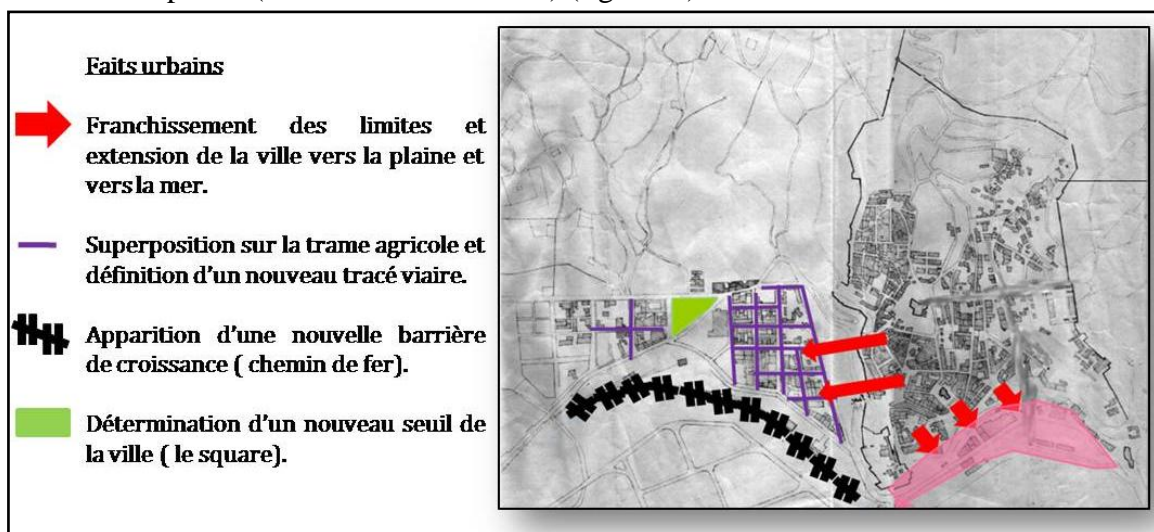 Faits urbains
Franchissement des limites et
extension de la ville vers la plaine et
vers la mer.
Superposition sur la trame agricole et
définition d'un nouveau tracé viaire.
Apparition d'une nouvelle barrière
de croissance ( chemin de fer).
Détermination d'un nouveau seuil de
la ville ( le square).